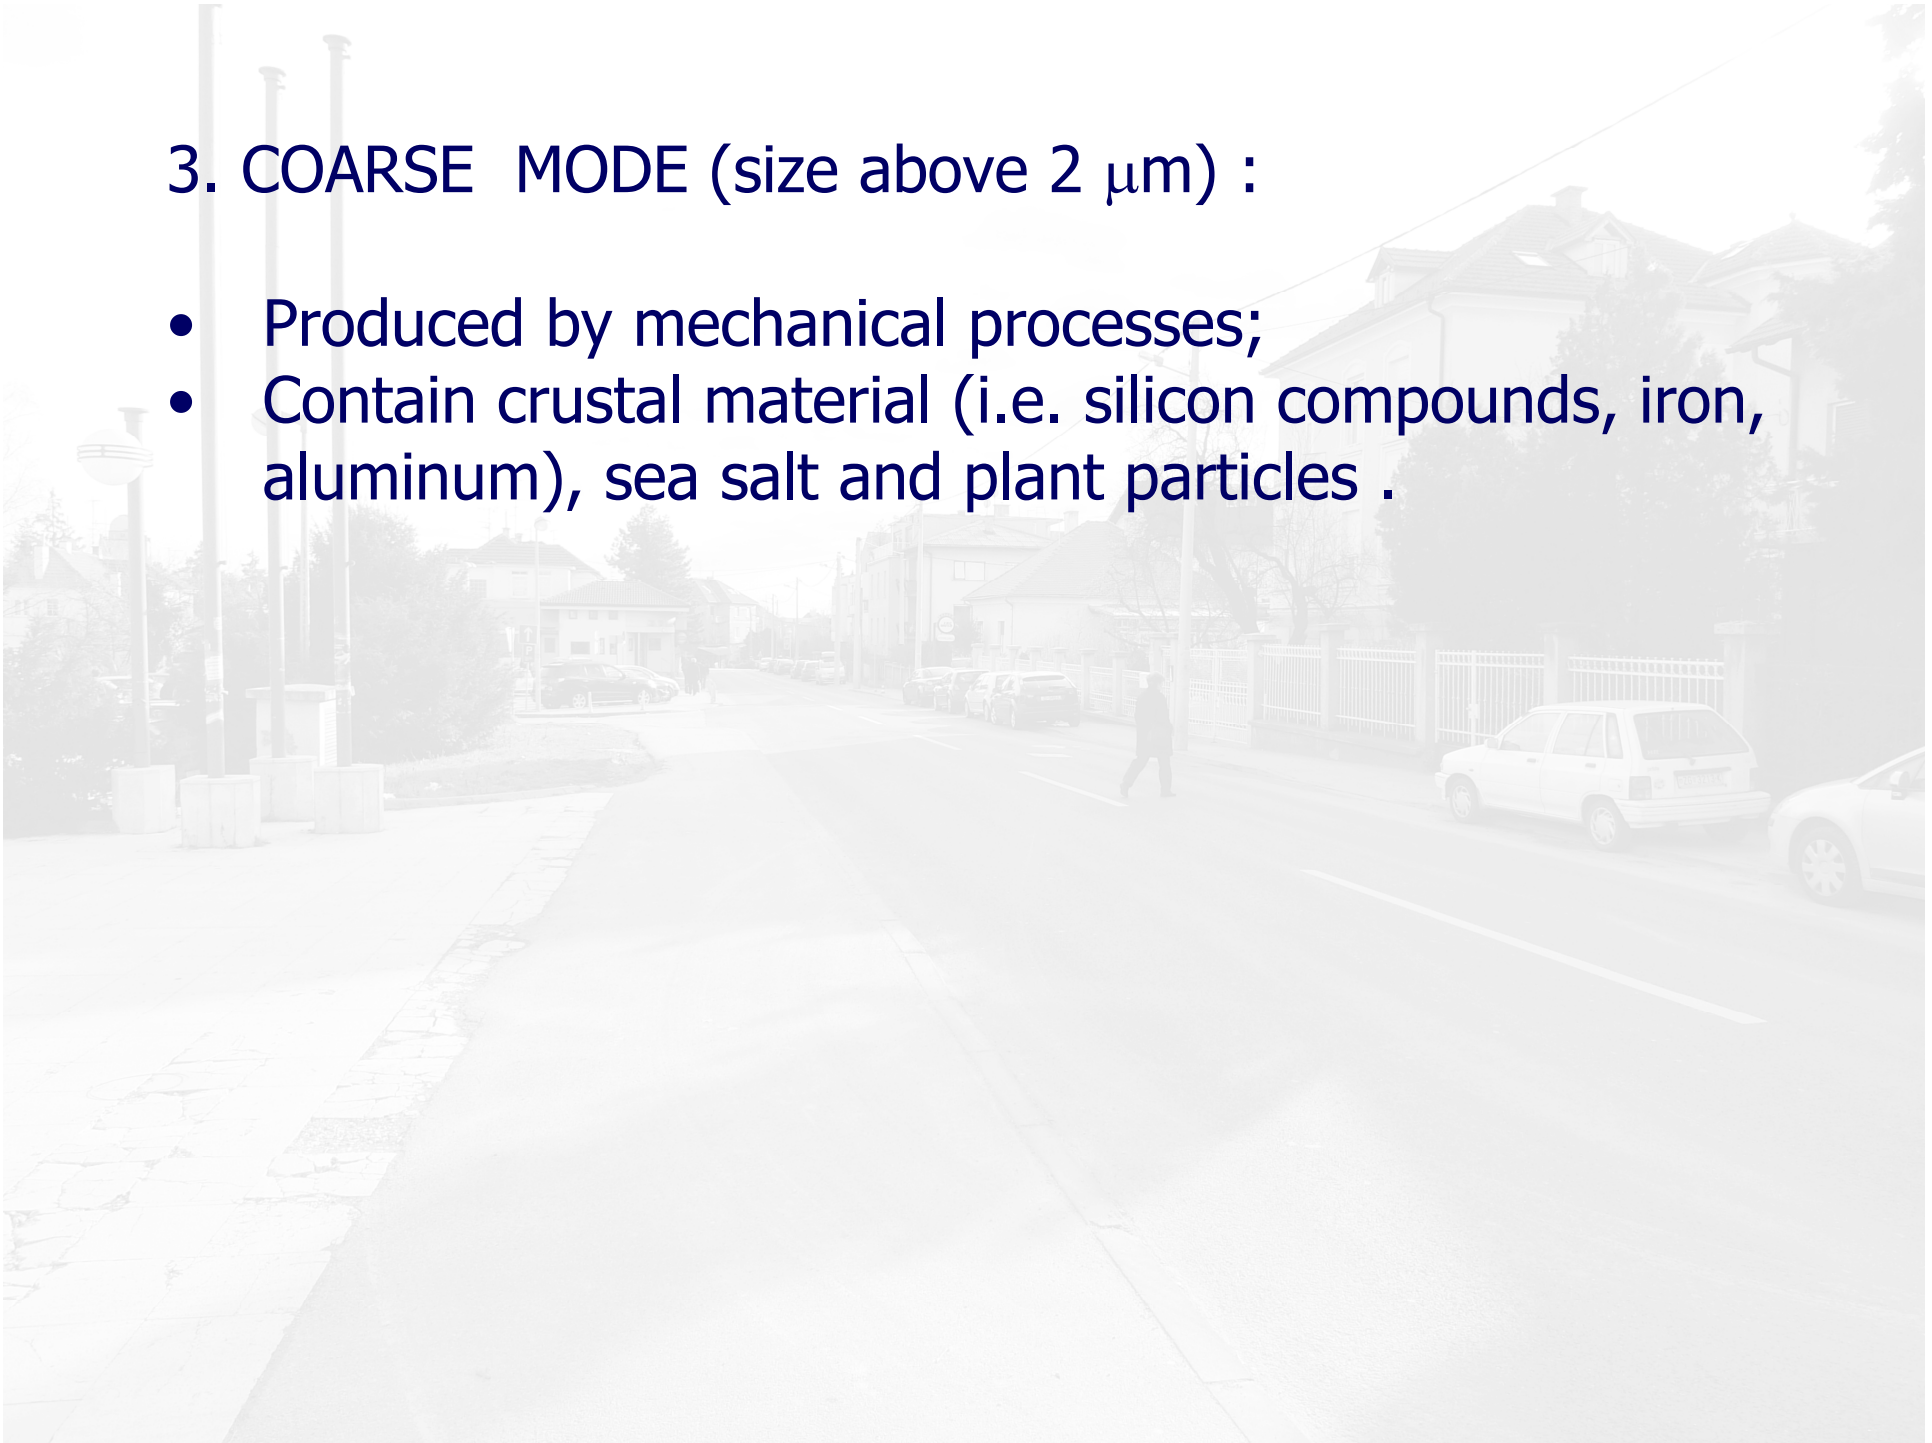 3. COARSE  MODE (size above 2 μm) :
• Produced by mechanical processes;
• Contain crustal material (i.e. silicon compounds, iron,
aluminum), sea salt and plant particles .